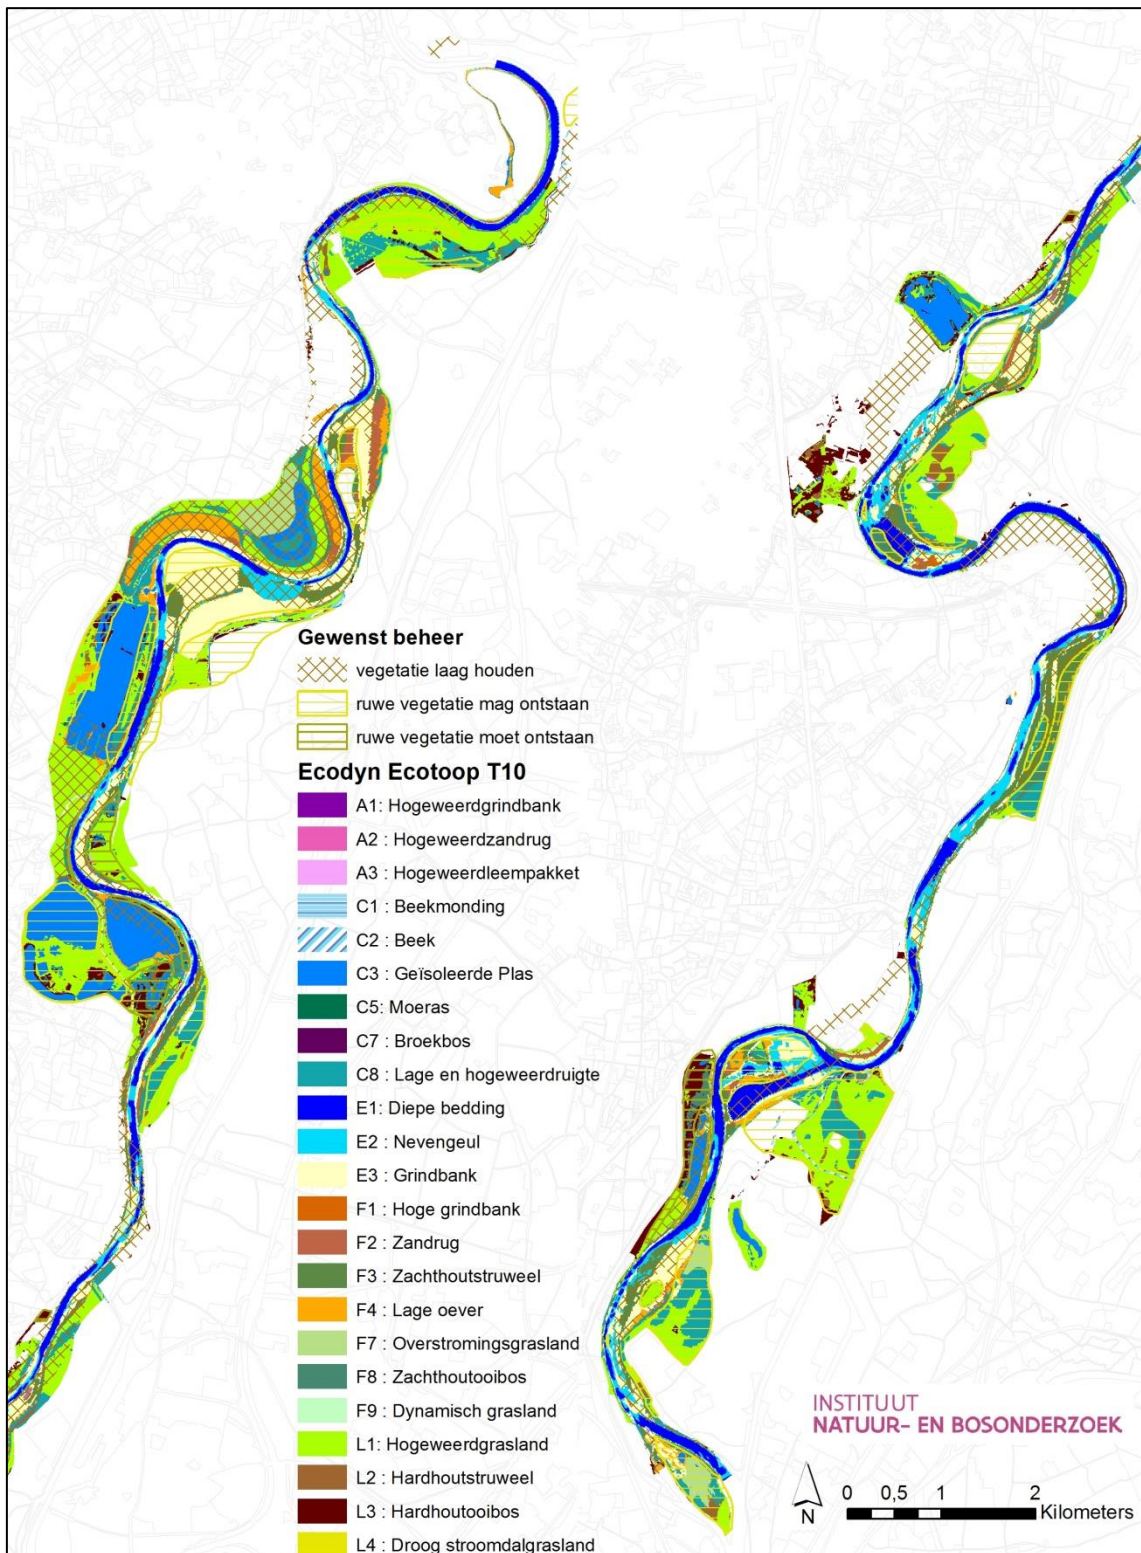 Gewenst beheer
vegetatie laag houden
ruwe vegetatie mag ontstaan
ruwe vegetatie moet ontstaan
Ecodyn Ecotoop T10
A1: Hogeweerdgrindbank
A2 : Hogeweerdzandrug
A3 : Hogeweerdleempakket
C1 : Beekmonding
C2 : Beek
C3 : Geïsoleerde Plas
C5: Moeras
C7 : Broekbos
C8 : Lage en hogeweerdruigte
E1: Diepe bedding
E2 : Nevengeul
E3 : Grindbank
F1 : Hoge grindbank
F2 : Zandrug
F3 : Zachthoutstruweel
F4 : Lage oever
F7 : Overstromingsgrasland
F8 : Zachthoutooibos
F9 : Dynamisch grasland
L1: Hogeweerdgrasland
L2 : Hardhoutstruweel
L3 : Hardhoutooibos
L4 : Droog stroomdalgrasland
INSTITUUT
NATUUR- EN BOSONDERZOEK
N
0 0,5 1 2
Kilometers